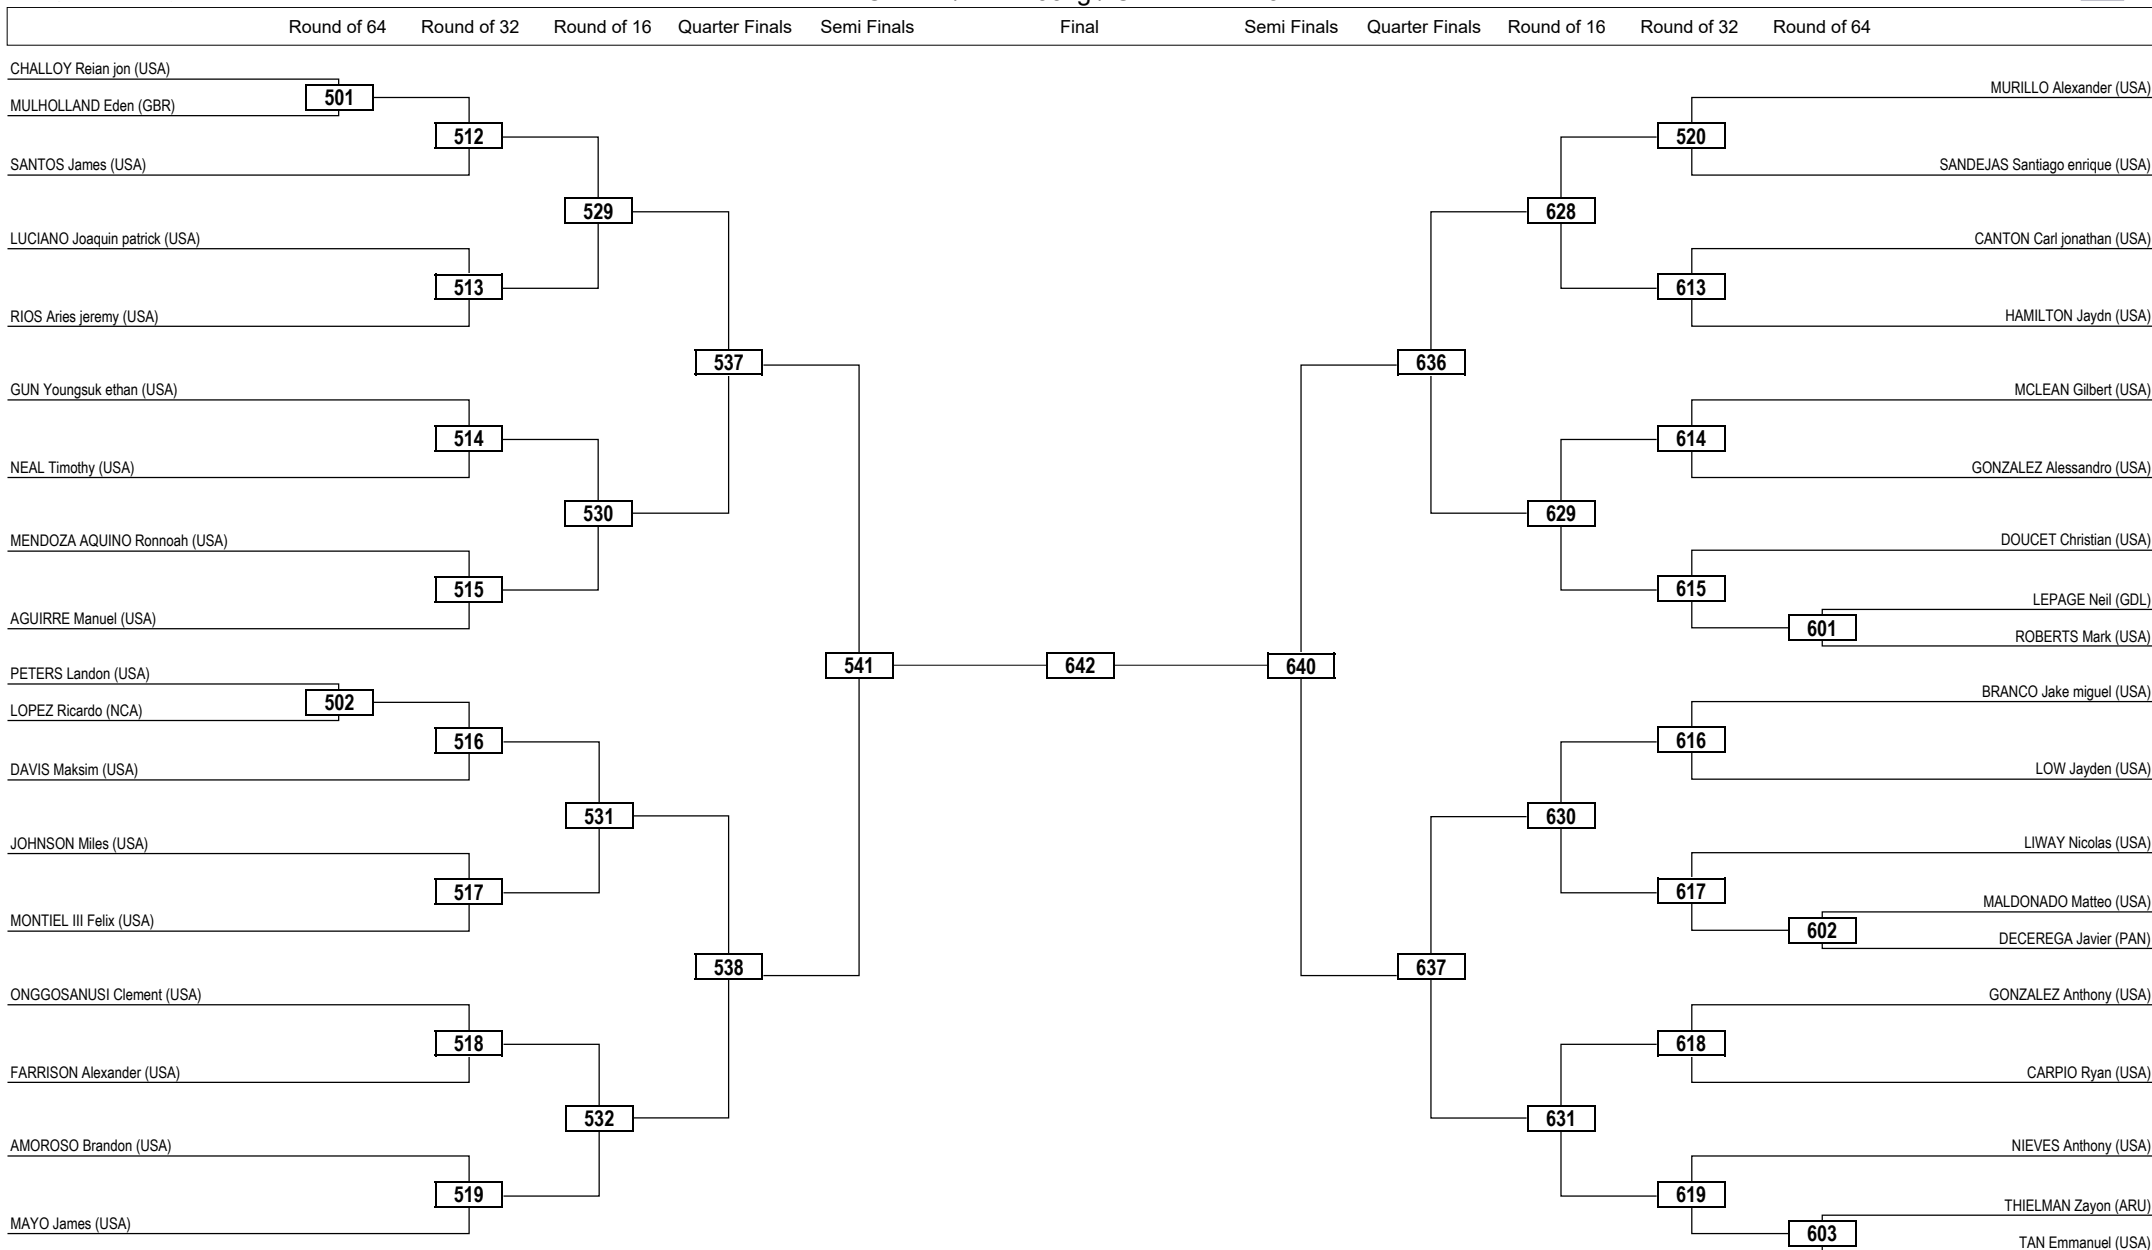 Round of 64 Round of 32 Round of 16 Quarter Finals Semi Finals Final Semi Finals Quarter Finals Round of 16 Round of 32 Round of 64
CHALLOY Reian jon (USA)
501
MULHOLLAND Eden (GBR)
512
SANTOS James (USA)
529
LUCIANO Joaquin patrick (USA)
513
RIOS Aries jeremy (USA)
537
GUN Youngsuk ethan (USA)
514
NEAL Timothy (USA)
530
MENDOZA AQUINO Ronnoah (USA)
515
AGUIRRE Manuel (USA)
541
PETERS Landon (USA)
502
LOPEZ Ricardo (NCA)
516
DAVIS Maksim (USA)
531
JOHNSON Miles (USA)
517
MONTIEL III Felix (USA)
538
ONGGOSANUSI Clement (USA)
518
FARRISON Alexander (USA)
532
AMOROSO Brandon (USA)
519
MAYO James (USA)
642
MURILLO Alexander (USA)
520
SANDEJAS Santiago enrique (USA)
628
CANTON Carl jonathan (USA)
613
HAMILTON Jaydn (USA)
636
MCLEAN Gilbert (USA)
614
GONZALEZ Alessandro (USA)
629
DOUCET Christian (USA)
615
LEPAGE Neil (GDL)
601
ROBERTS Mark (USA)
640
BRANCO Jake miguel (USA)
616
LOW Jayden (USA)
630
LIWAY Nicolas (USA)
617
MALDONADO Matteo (USA)
602
DECEREGA Javier (PAN)
637
GONZALEZ Anthony (USA)
618
CARPIO Ryan (USA)
631
NIEVES Anthony (USA)
619
THIELMAN Zayon (ARU)
603
TAN Emmanuel (USA)